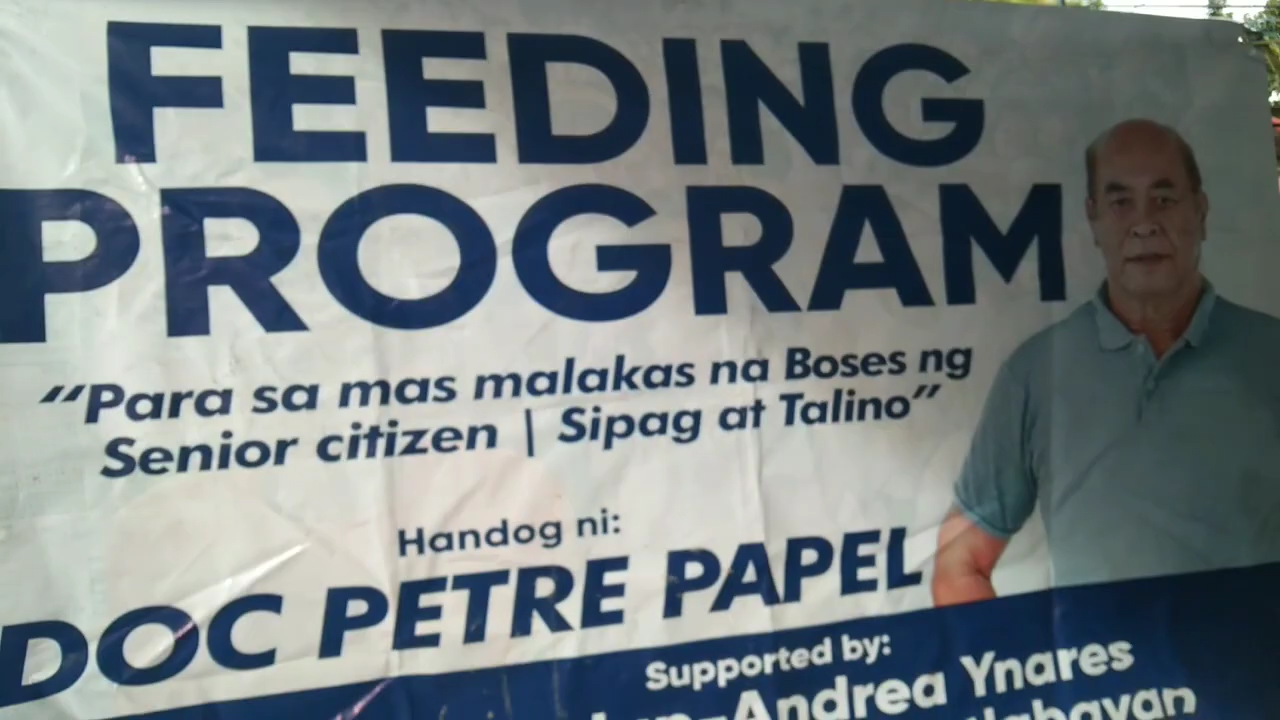 FEEDING
PROGRAM
“Para sa mas malakas na Boses ng
Senior citizen | Sipag at Talino”
Handog ni:
DOC PETRE PAPEL
Supported by:
Andrea Ynares